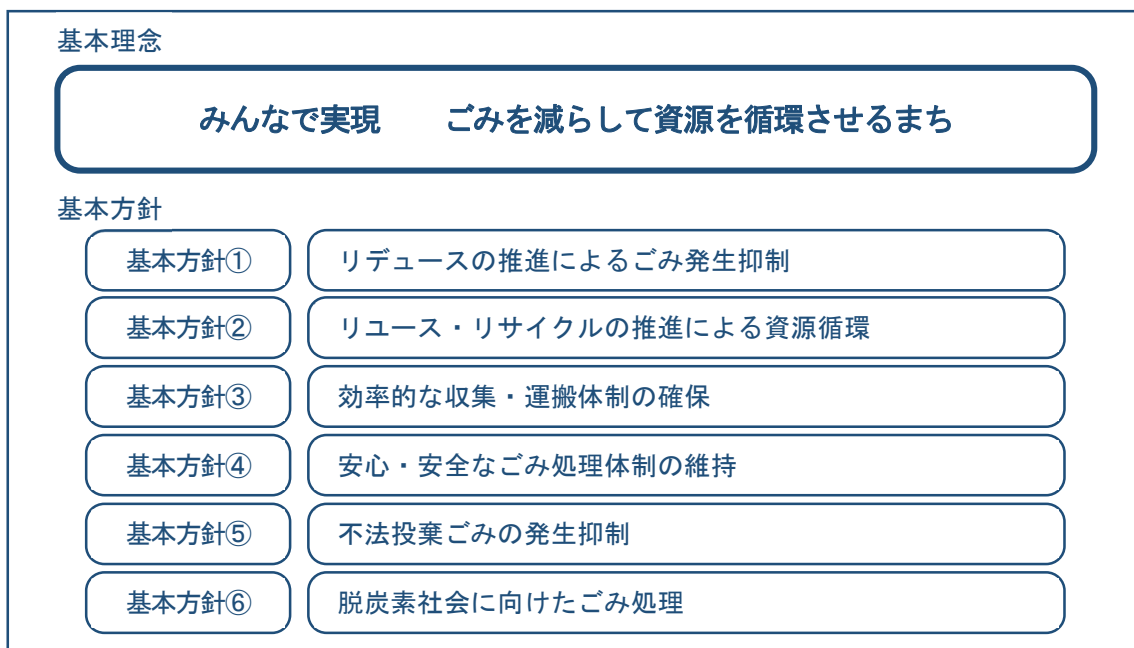 基本理念
みんなで実現　　ごみを減らして資源を循環させるまち
基本方針
基本方針①　リデュースの推進によるごみ発生抑制
基本方針②　リユース・リサイクルの推進による資源循環
基本方針③　効率的な収集・運搬体制の確保
基本方針④　安心・安全なごみ処理体制の維持
基本方針⑤　不法投棄ごみの発生抑制
基本方針⑥　脱炭素社会に向けたごみ処理